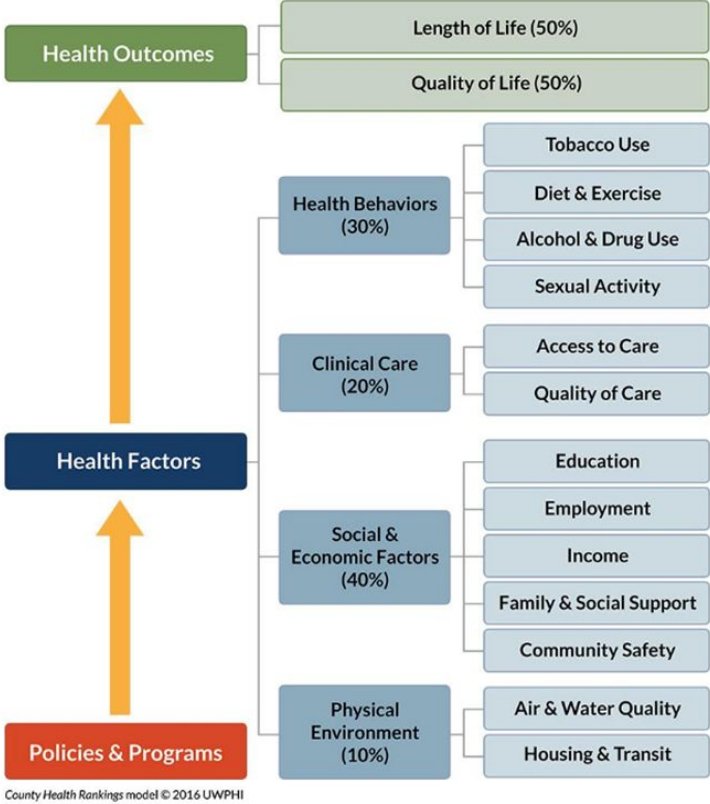 Health Outcomes
Length of Life (50%)
Quality of Life (50%)
Health Factors
Health Behaviors
(30%)
Tobacco Use
Diet & Exercise
Alcohol & Drug Use
Sexual Activity
Clinical Care
(20%)
Access to Care
Quality of Care
Social &
Economic Factors
(40%)
Education
Employment
Income
Family & Social Support
Community Safety
Physical
Environment
(10%)
Air & Water Quality
Housing & Transit
Policies & Programs
County Health Rankings model © 2016 UWPHI